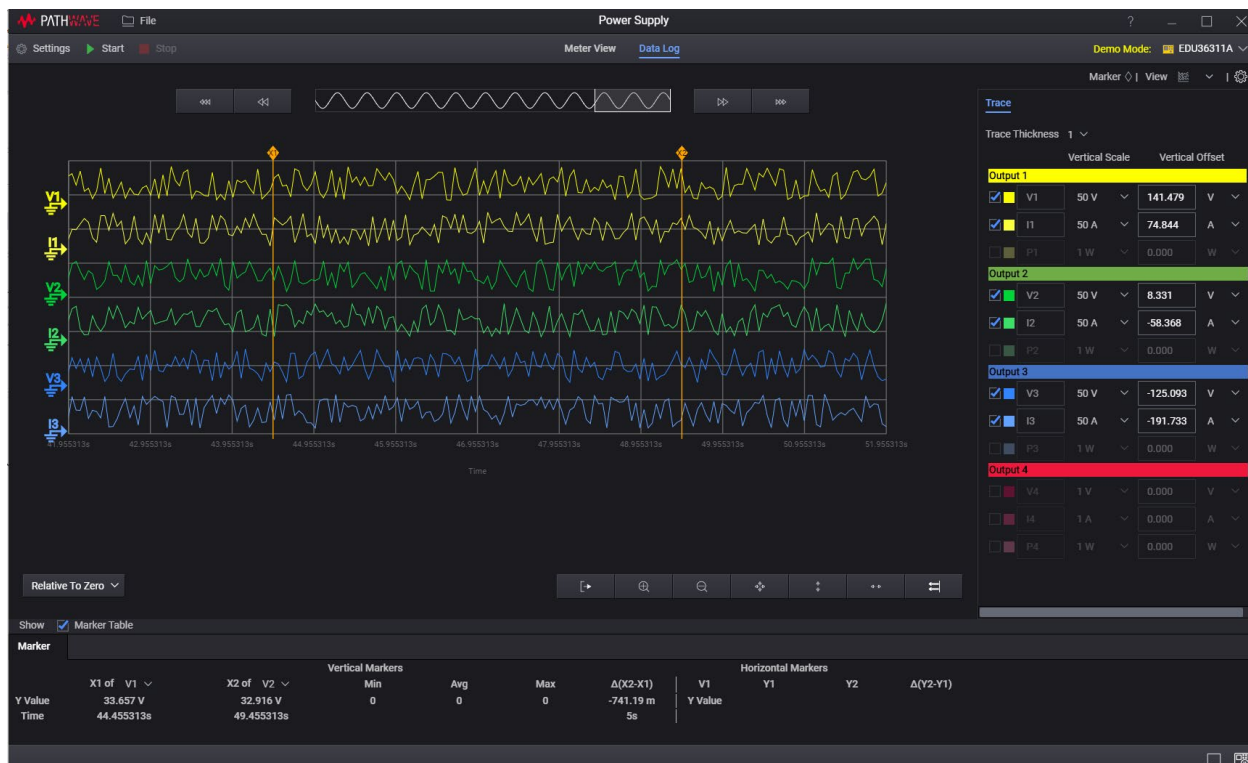 PATHWAVE File Power Supply ?
Settings Start Stop Meter View Data Log Demo Mode: EDU36311A
Marker | View |
Trace
Trace Thickness 1
Vertical Scale Vertical Offset
Output 1
V1 50 V 141.479 V
I1 50 A 74.844 A
P1 1 W 0.000 W
Output 2
V2 50 V 8.331 V
I2 50 A -58.368 A
P2 1 W 0.000 W
Output 3
V3 50 V -125.093 V
I3 50 A -191.733 A
P3 1 W 0.000 W
Output 4
V4 1 V 0.000 V
I4 1 A 0.000 A
P4 1 W 0.000 W
X1 X2
V1
I1
V2
I2
V3
I3
41.955313s 42.955313s 43.955313s 44.955313s 45.955313s 46.955313s 47.955313s 48.955313s 49.955313s 50.955313s 51.955313s
Time
Relative To Zero
Show Marker Table
Marker
Vertical Markers Horizontal Markers
X1 of V1 X2 of V2 Min Avg Max Δ(X2-X1) V1 Y1 Y2 Δ(Y2-Y1)
Y Value 33.657 V 32.916 V 0 0 0 -741.19 m Y Value
Time 44.455313s 49.455313s 5s